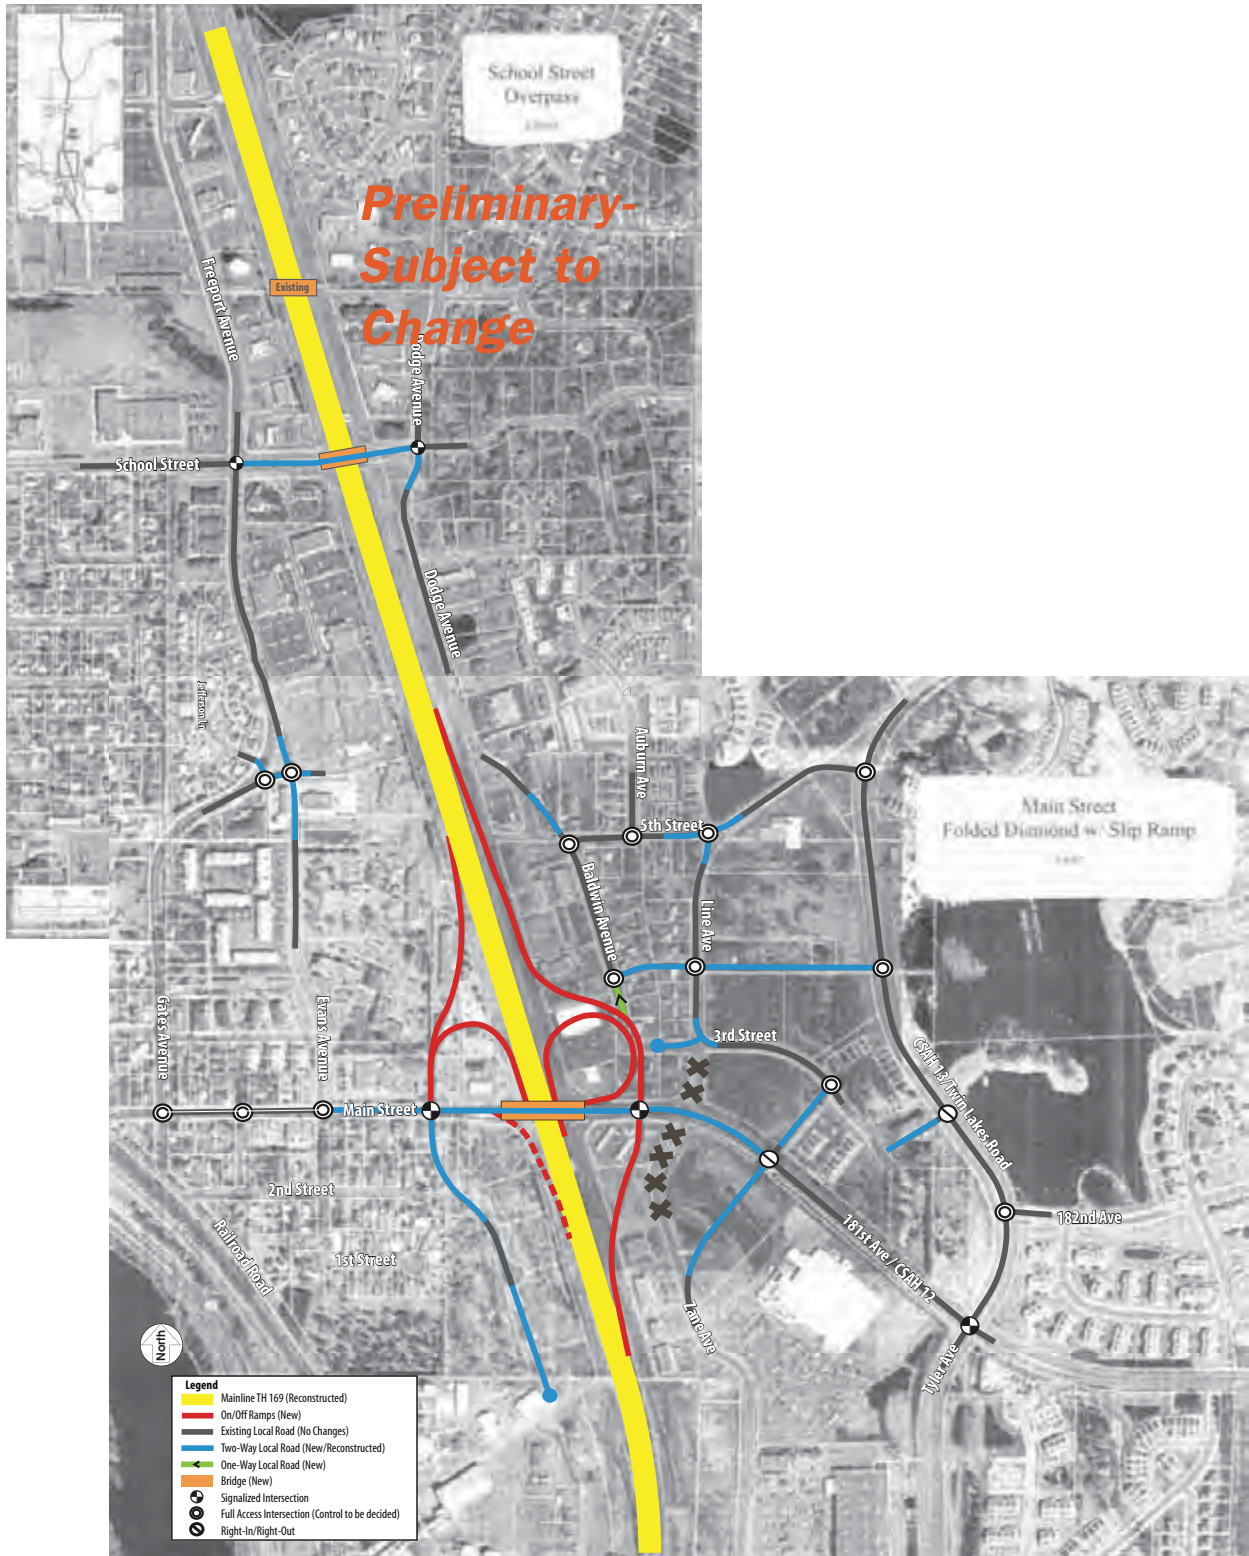 School Street
Overpass
Preliminary-
Subject to
Change
Existing
Freeport Avenue
Dodge Avenue
School Street
Dodge Avenue
Jefferson Ln
Auburn Ave
5th Street
Main Street
Folded Diamond w/ Slip Ramp
Baldwin Avenue
Line Ave
Gates Avenue
Evans Avenue
3rd Street
CSAH 13/Twin Lakes Road
Main Street
2nd Street
1st Street
Railroad Road
182nd Ave
181st Ave/ CSAH 12
Zane Ave
Tyler Ave
North
Legend
Mainline TH 169 (Reconstructed)
On/Off Ramps (New)
Existing Local Road (No Changes)
Two-Way Local Road (New/Reconstructed)
One-Way Local Road (New)
Bridge (New)
Signalized Intersection
Full Access Intersection (Control to be decided)
Right-In/Right-Out